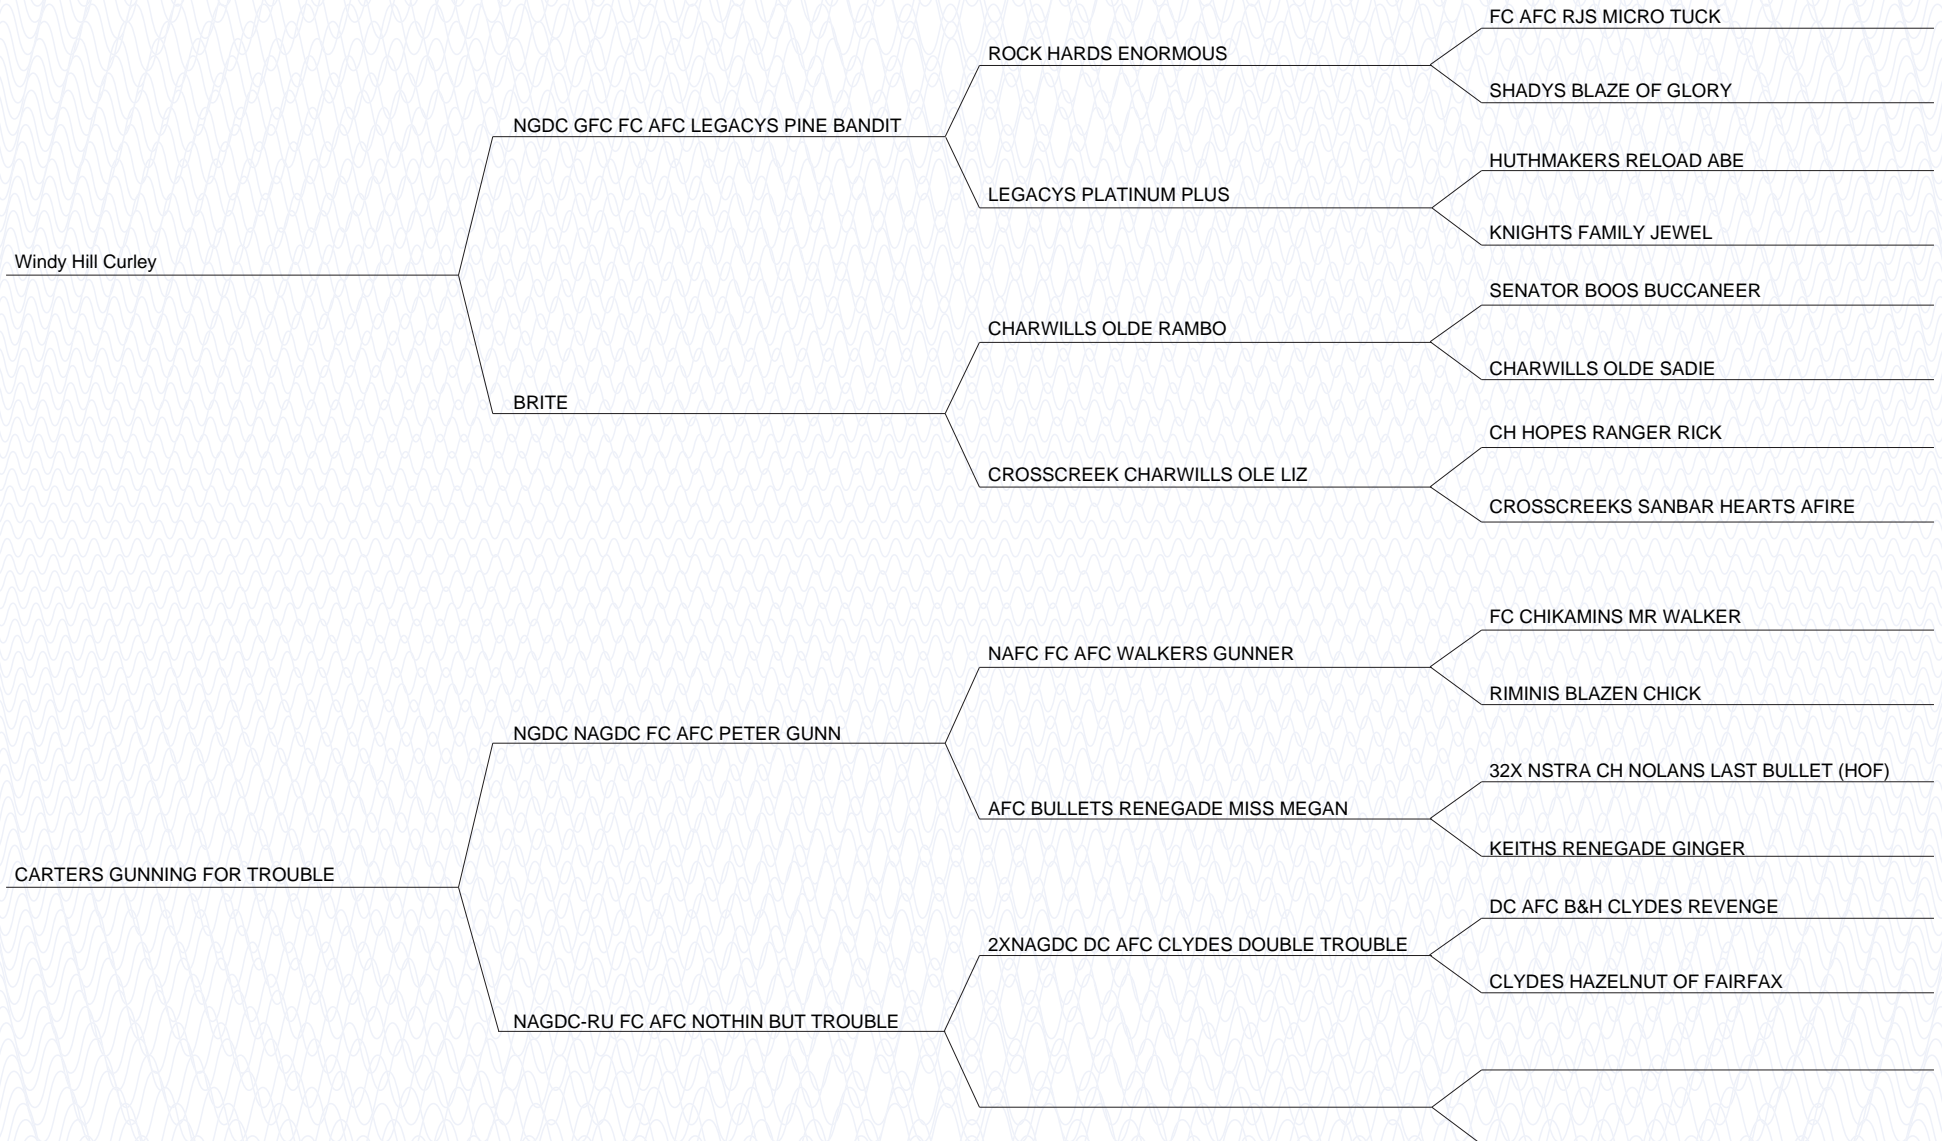 FC AFC RJS MICRO TUCK
ROCK HARDS ENORMOUS
SHADYS BLAZE OF GLORY
NGDC GFC FC AFC LEGACYS PINE BANDIT
HUTHMAKERS RELOAD ABE
LEGACYS PLATINUM PLUS
KNIGHTS FAMILY JEWEL
Windy Hill Curley
SENATOR BOOS BUCCANEER
CHARWILLS OLDE RAMBO
CHARWILLS OLDE SADIE
BRITE
CH HOPES RANGER RICK
CROSSCREEK CHARWILLS OLE LIZ
CROSSCREEKS SANBAR HEARTS AFIRE
FC CHIKAMINS MR WALKER
NAFC FC AFC WALKERS GUNNER
RIMINIS BLAZEN CHICK
NGDC NAGDC FC AFC PETER GUNN
32X NSTRA CH NOLANS LAST BULLET (HOF)
AFC BULLETS RENEGADE MISS MEGAN
KEITHS RENEGADE GINGER
CARTERS GUNNING FOR TROUBLE
DC AFC B&H CLYDES REVENGE
2XNAGDC DC AFC CLYDES DOUBLE TROUBLE
CLYDES HAZELNUT OF FAIRFAX
NAGDC-RU FC AFC NOTHIN BUT TROUBLE